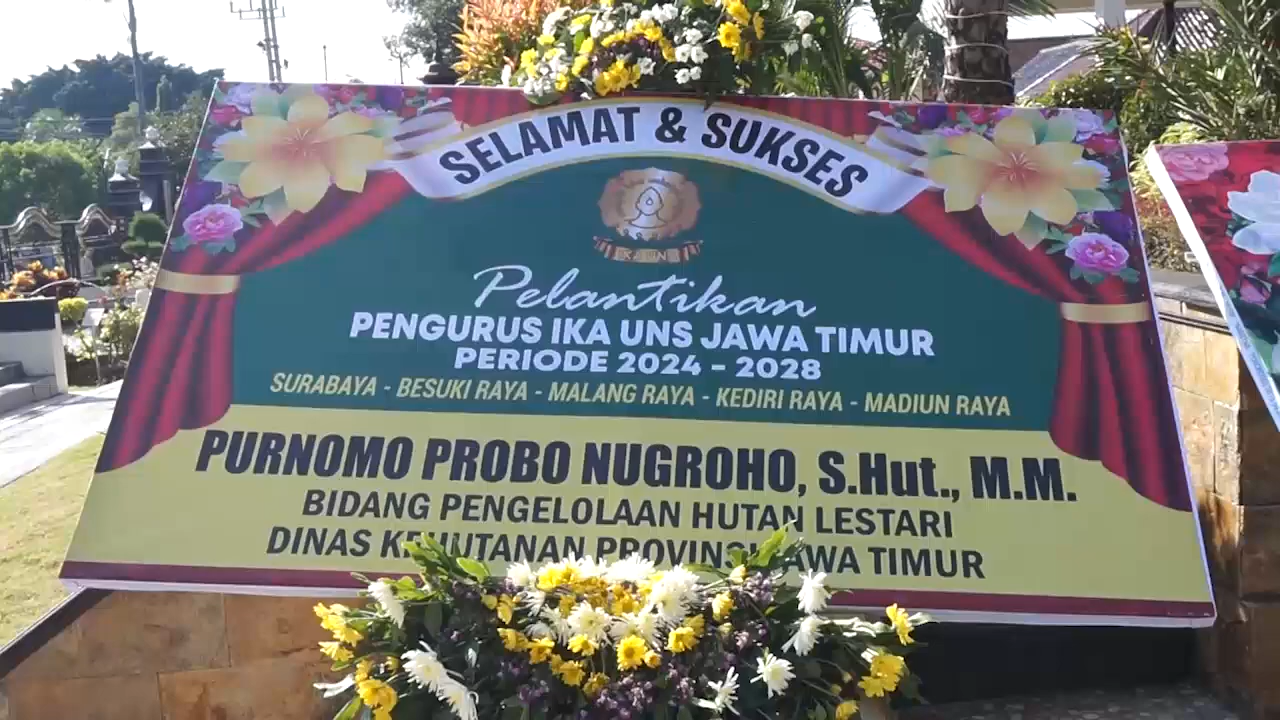 SELAMAT & SUKSES
Pelantikan
PENGURUS IKA UNS JAWA TIMUR
PERIODE 2024 - 2028
SURABAYA - BESUKI RAYA - MALANG RAYA - KEDIRI RAYA - MADIUN RAYA
PURNOMO PROBO NUGROHO, S.Hut., M.M.
BIDANG PENGELOLAAN HUTAN LESTARI
DINAS KEHUTANAN PROVINSI JAWA TIMUR